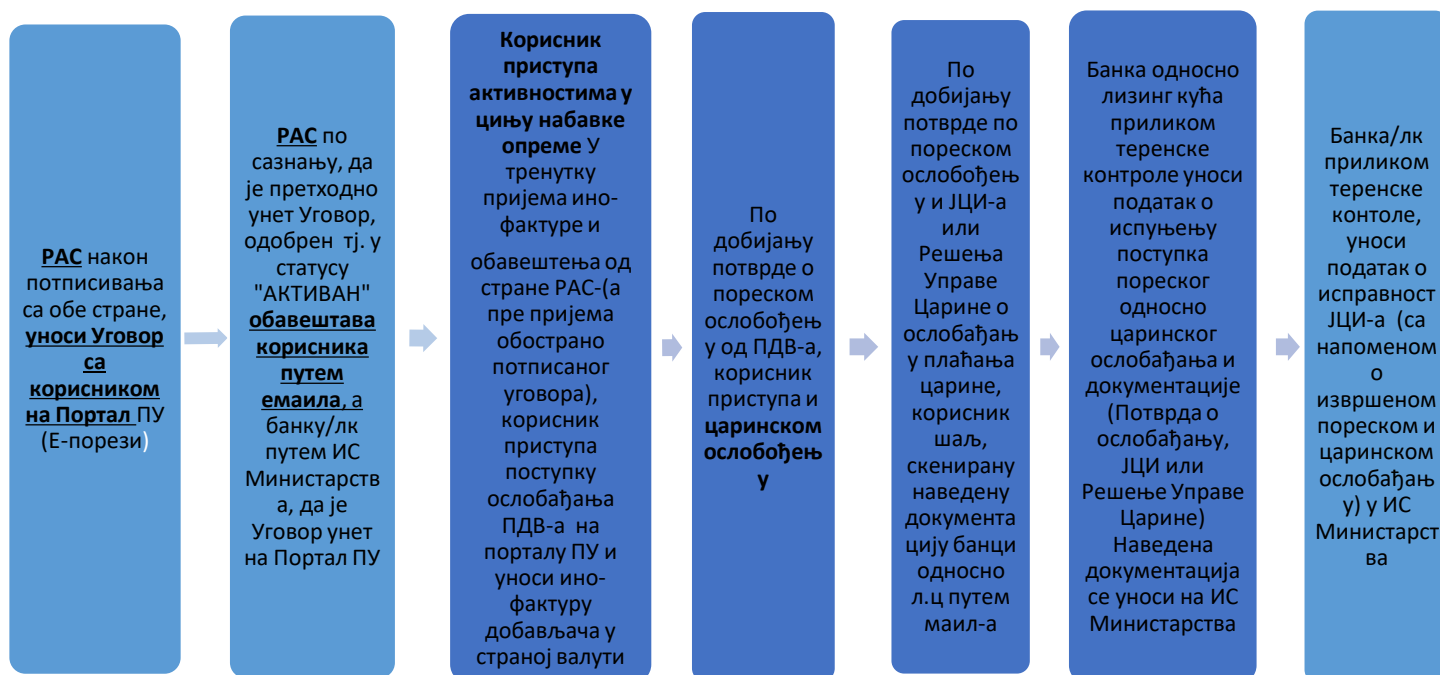 РАС након
потписивања
са обе стране,
уноси Уговор
са
корисником
на Портал ПУ
(Е-порези)
РАС по
сазнању, да
је претходно
унет Уговор,
одобрен тј. у
статусу
"АКТИВАН"
обавештава
корисника
путем
емаила, а
банку/лк
путем ИС
Министарств
а, да је
Уговор унет
на Портал ПУ
Корисник
приступа
активностима у
цињу набавке
опреме У
тренутку
пријема ино-
фактуре и
обавештења од
стране РАС-(а
пре пријема
обострано
потписаног
уговора),
корисник
приступа
поступку
ослобађања
ПДВ-а на
порталу ПУ и
уноси ино-
фактуру
добављача у
страној валути
По
добијању
потврде о
пореском
ослобођењ
у од ПДВ-а,
корисник
приступа и
царинском
ослобођењ
у
По
добијању
потврде по
пореском
ослобођењ
у и ЈЦИ-а
или
Решења
Управе
Царине о
ослобађањ
у плаћања
царине,
корисник
шаљ,
скенирану
наведену
документа
цију банци
односно
л.ц путем
маил-а
Банка односно
лизинг кућа
приликом
теренске
контроле уноси
податак о
испуњењу
поступка
пореског
односно
царинског
ослобађања и
документације
(Потврда о
ослобађању,
ЈЦИ или
Решење Управе
Царине)
Наведена
документација
се уноси на ИС
Министарства
Банка/лк
приликом
теренске
контоле,
уноси
податак о
исправност
ЈЦИ-а (са
напоменом
о
извршеном
пореском и
царинском
ослобађањ
у) у ИС
Министарст
ва